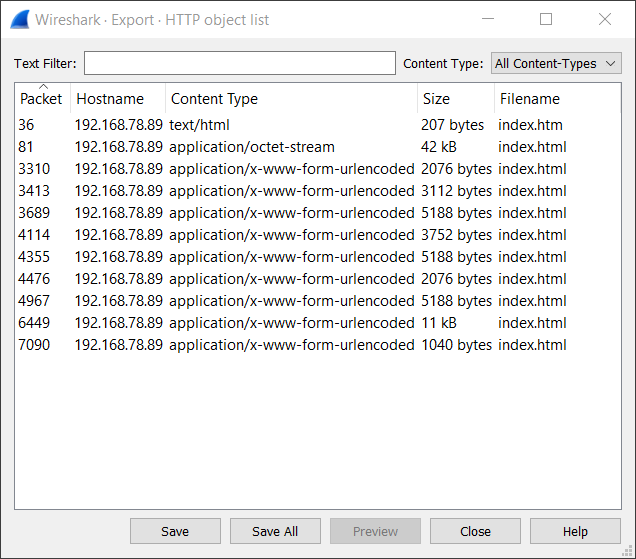 Wireshark · Export · HTTP object list
Text Filter: Content Type: All Content-Types
Packet Hostname Content Type Size Filename
36 192.168.78.89 text/html 207 bytes index.htm
81 192.168.78.89 application/octet-stream 42 kB index.html
3310 192.168.78.89 application/x-www-form-urlencoded 2076 bytes index.html
3413 192.168.78.89 application/x-www-form-urlencoded 3112 bytes index.html
3689 192.168.78.89 application/x-www-form-urlencoded 5188 bytes index.html
4114 192.168.78.89 application/x-www-form-urlencoded 3752 bytes index.html
4355 192.168.78.89 application/x-www-form-urlencoded 5188 bytes index.html
4476 192.168.78.89 application/x-www-form-urlencoded 2076 bytes index.html
4967 192.168.78.89 application/x-www-form-urlencoded 5188 bytes index.html
6449 192.168.78.89 application/x-www-form-urlencoded 11 kB index.html
7090 192.168.78.89 application/x-www-form-urlencoded 1040 bytes index.html
Save Save All Preview Close Help